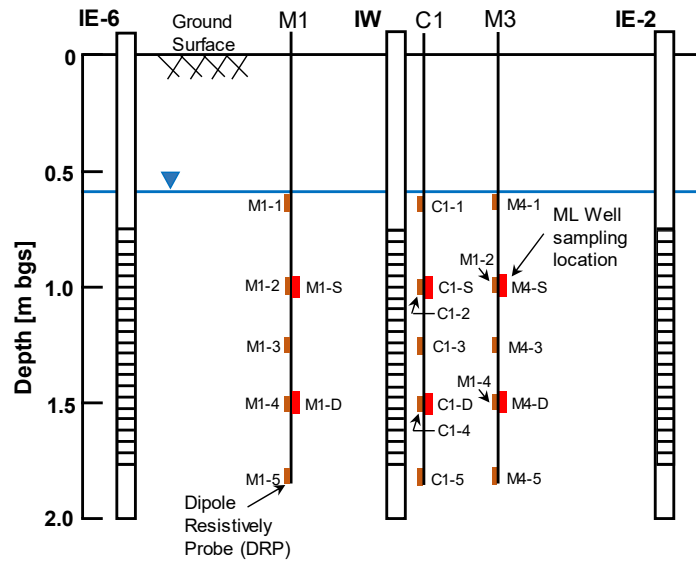 IE-6
Ground
Surface
M1
IW
C1
M3
IE-2
0
0.5
1.0
1.5
2.0
Depth [m bgs]
M1-1
C1-1
M4-1
ML Well
sampling
location
M1-2
M1-2
M1-S
C1-S
M4-S
C1-2
M1-3
C1-3
M4-3
M1-4
M1-4
M1-D
C1-D
M4-D
C1-4
M1-5
C1-5
M4-5
Dipole
Resistively
Probe (DRP)